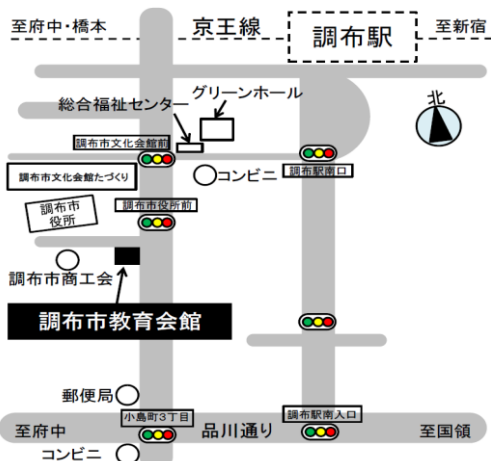 至府中・橋本
京王線
調布駅
至新宿
北
グリーンホール
総合福祉センター
調布市文化会館前
調布市文化会館たづくり
コンビニ
調布駅南口
調布市
役所
調布市役所前
調布市商工会
調布市教育会館
郵便局
小島町3丁目
調布駅南入口
至府中
品川通り
至国領
コンビニ